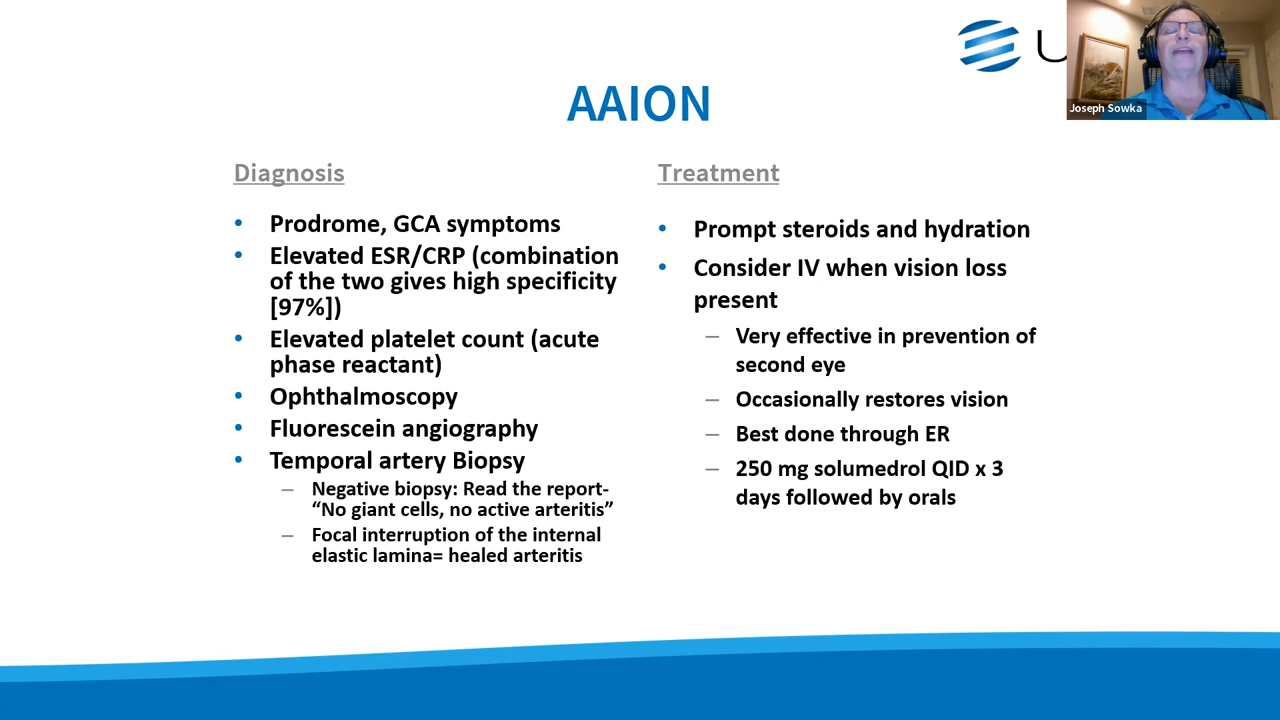 AAION
Joseph Sowka
Diagnosis
• Prodrome, GCA symptoms
• Elevated ESR/CRP (combination
of the two gives high specificity
[97%])
• Elevated platelet count (acute
phase reactant)
• Ophthalmoscopy
• Fluorescein angiography
• Temporal artery Biopsy
– Negative biopsy: Read the report-
“No giant cells, no active arteritis”
– Focal interruption of the internal
elastic lamina= healed arteritis
Treatment
• Prompt steroids and hydration
• Consider IV when vision loss
present
– Very effective in prevention of
second eye
– Occasionally restores vision
– Best done through ER
– 250 mg solumedrol QID x 3
days followed by orals